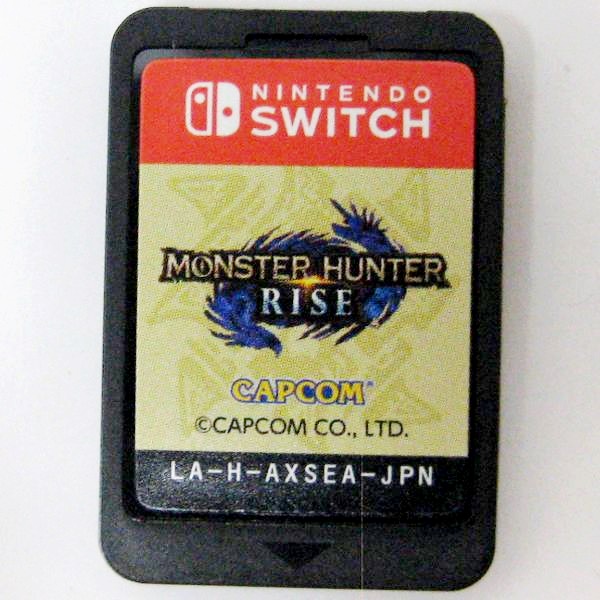 NINTENDO
SWITCH
MONSTER HUNTER
RISE
CAPCOM®
©CAPCOM CO., LTD.
LA-H-AXSEA-JPN